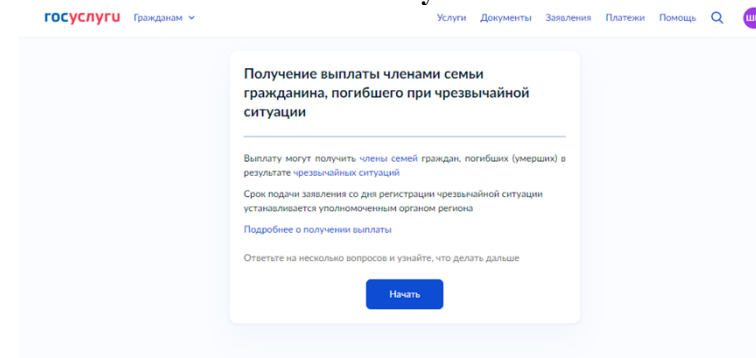 госуслуги Гражданам Услуги Документы Заявления Платежи Помощь
Получение выплаты членами семьи
гражданина, погибшего при чрезвычайной
ситуации
Выплату могут получить члены семей граждан, погибших (умерших) в
результате чрезвычайных ситуаций
Срок подачи заявления со дня регистрации чрезвычайной ситуации
устанавливается уполномоченным органом региона
Подробнее о получении выплаты
Ответьте на несколько вопросов и узнайте, что делать дальше
Начать